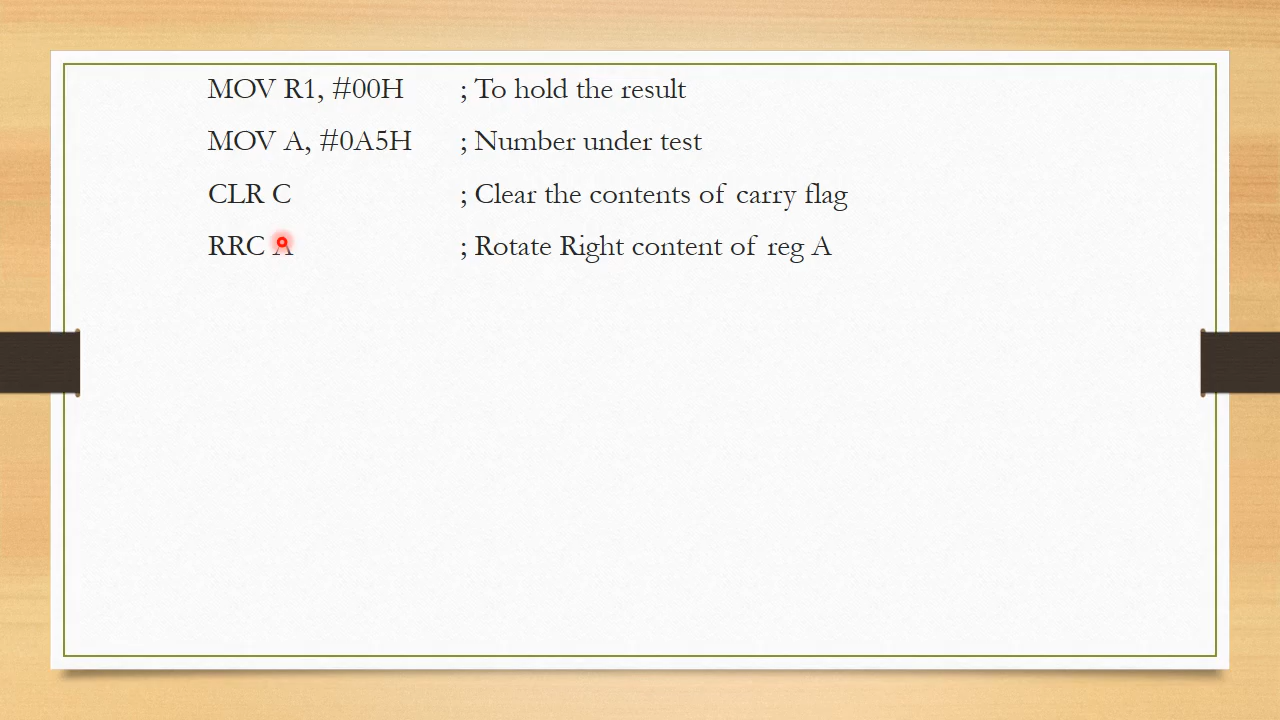 MOV R1, #00H ; To hold the result
MOV A, #0A5H ; Number under test
CLR C ; Clear the contents of carry flag
RRC A ; Rotate Right content of reg A